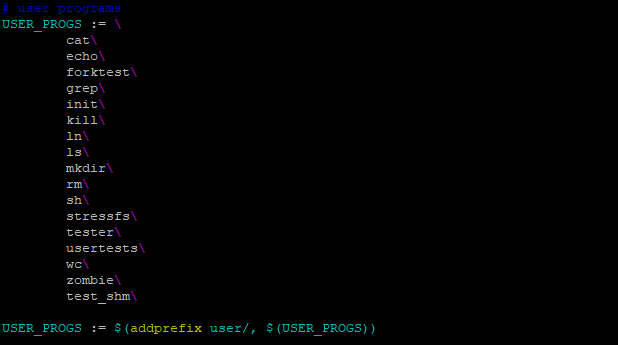 # user programs
USER_PROGS := \
cat\
echo\
forktest\
grep\
init\
kill\
ln\
ls\
mkdir\
rm\
sh\
stressfs\
tester\
usertests\
wc\
zombie\
test_shm\
USER_PROGS := $(addprefix user/, $(USER_PROGS))